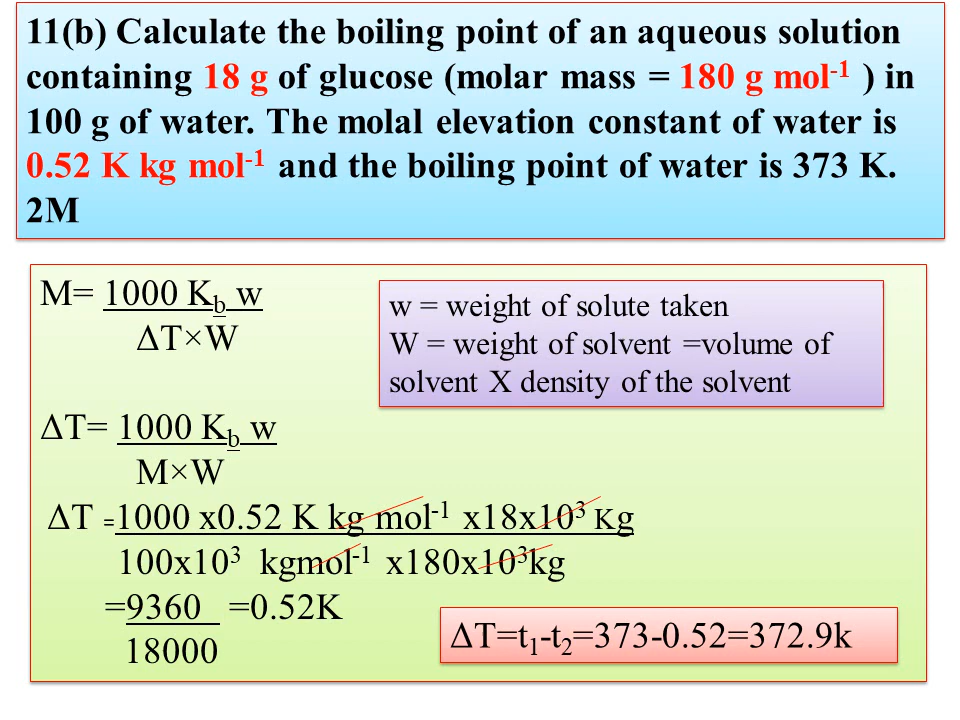 11(b) Calculate the boiling point of an aqueous solution
containing 18 g of glucose (molar mass = 180 g mol⁻¹ ) in
100 g of water. The molal elevation constant of water is
0.52 K kg mol⁻¹ and the boiling point of water is 373 K.
2M
M= 1000 K_b w
ΔT×W
w = weight of solute taken
W = weight of solvent =volume of
solvent X density of the solvent
ΔT= 1000 K_b w
M×W
ΔT =1000 x0.52 K kg mol⁻¹ x18x10³ Kg
100x10³ kgmol⁻¹ x180x10³kg
=9360 =0.52K
18000
ΔT=t₁-t₂=373-0.52=372.9k